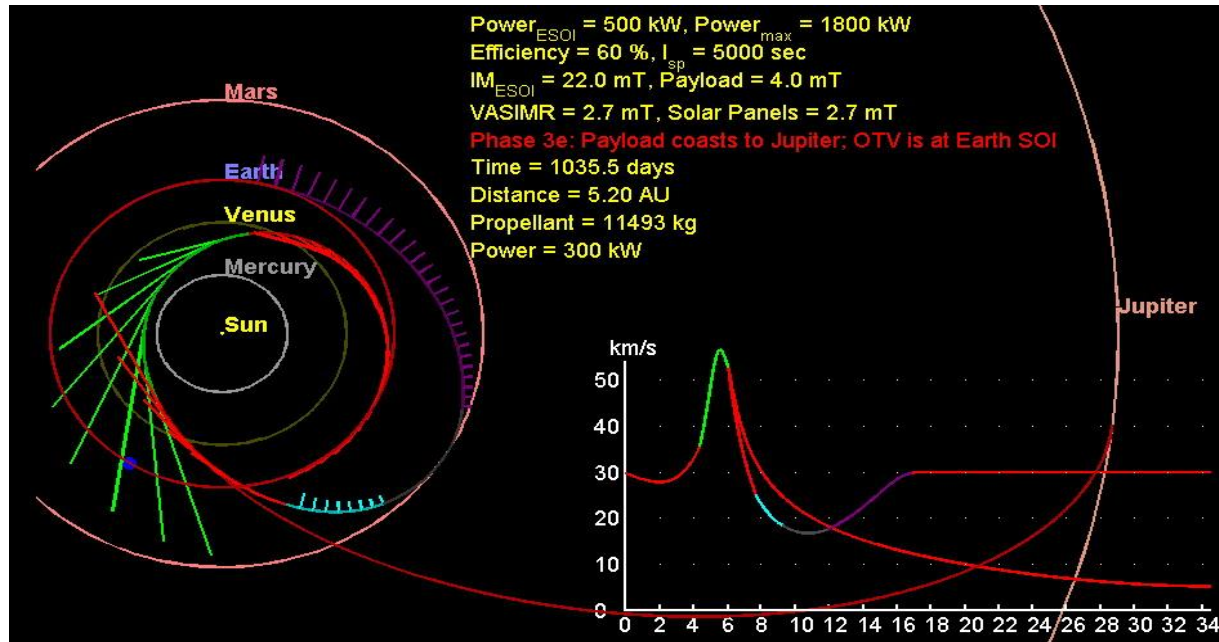 Power_ESOI = 500 kW, Power_max = 1800 kW
Efficiency = 60 %, I_sp = 5000 sec
IM_ESOI = 22.0 mT, Payload = 4.0 mT
VASIMR = 2.7 mT, Solar Panels = 2.7 mT
Phase 3e: Payload coasts to Jupiter; OTV is at Earth SOI
Time = 1035.5 days
Distance = 5.20 AU
Propellant = 11493 kg
Power = 300 kW
Mars
Earth
Venus
Mercury
Sun
Jupiter
km/s
50
40
30
20
10
0
0 2 4 6 8 10 12 14 16 18 20 22 24 26 28 30 32 34